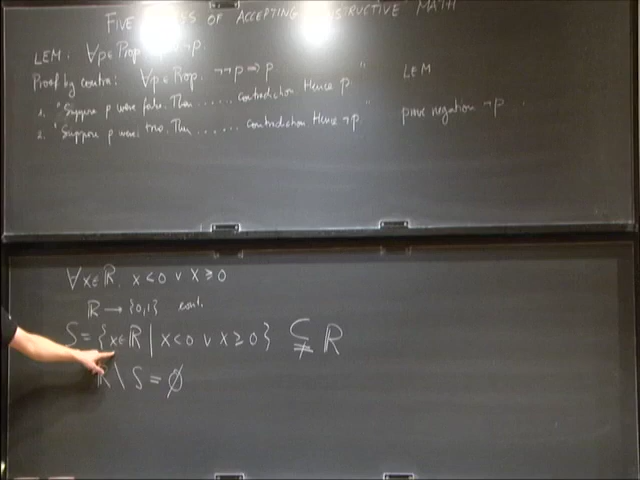 FIVE OF ACCEPTING CONSTRUCTIVE MATH
LEM: ∀p∈Prop ¬p.
Proof by contra: ∀p∈Prop. ¬¬p ⇒ p
1. "Suppose p were false. Then ...... contradiction Hence p" LEM
2. "Suppose p were true. Then ...... contradiction Hence ¬p." prove negation ¬p
∀x∈ℝ. x<0 ∨ x≥0
ℝ → {0,1} cont.
S = {x∈ℝ | x<0 ∨ x≥0} ⊊ ℝ
ℝ \ S = ∅